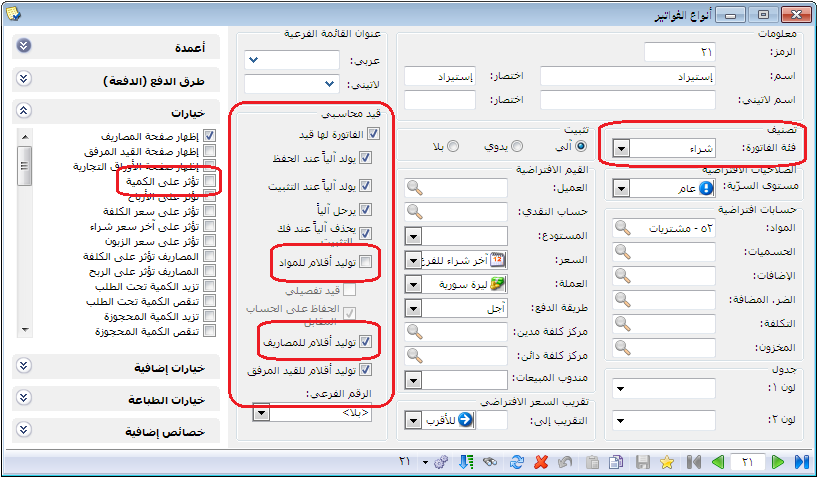 أنواع الفواتير
معلومات
الرمز: ٢١
اسم: إستيراد اختصار: إستيراد
اسم لاتيني: اختصار:
تصنيف
فئة الفاتورة: شراء
الصلاحيات الافتراضية
مستوى السرّية: عام
حسابات افتراضية
المواد: ٥٢ - مشتريات
الحسميات:
الإضافات:
الضر. المضافة:
التكلفة:
المخزون:
جدول
لون ١:
لون ٢:
تثبيت
آلي يدوي بلا
القيم الافتراضية
العميل:
حساب النقدي:
المستودع:
السعر: آخر شراء للفرع
العملة: ليرة سورية
طريقة الدفع: آجل
مركز كلفة مدين:
مركز كلفة دائن:
مندوب المبيعات:
تقريب السعر الافتراضي
التقريب إلى: للأقرب
عنوان القائمة الفرعية
عربي:
لاتيني:
قيد محاسبي
الفاتورة لها قيد
يولد آلياً عند الحفظ
يولد آلياً عند التثبيت
يرحل آلياً
يحذف آلياً عند فك
التثبيت
توليد أقلام للمواد
قيد تفصيلي
الحفاظ على الحساب
المقابل
توليد أقلام للمصاريف
توليد أقلام للقيد المرفق
الرقم الفرعي:
<بلا>
أعمدة
طرق الدفع (الدفعة)
خيارات
إظهار صفحة المصاريف
إظهار صفحة القيد المرفق
إظهار صفحة الأوراق التجارية
تؤثر على الكمية
تؤثر على الأرباح
تؤثر على سعر الكلفة
تؤثر على آخر سعر شراء
تؤثر على سعر الزبون
المصاريف تؤثر على الكلفة
المصاريف تؤثر على الربح
تزيد الكمية تحت الطلب
تنقص الكمية تحت الطلب
تزيد الكمية المحجوزة
تنقص الكمية المحجوزة
خيارات إضافية
خيارات الطباعة
خصائص إضافية
٢١
٢١